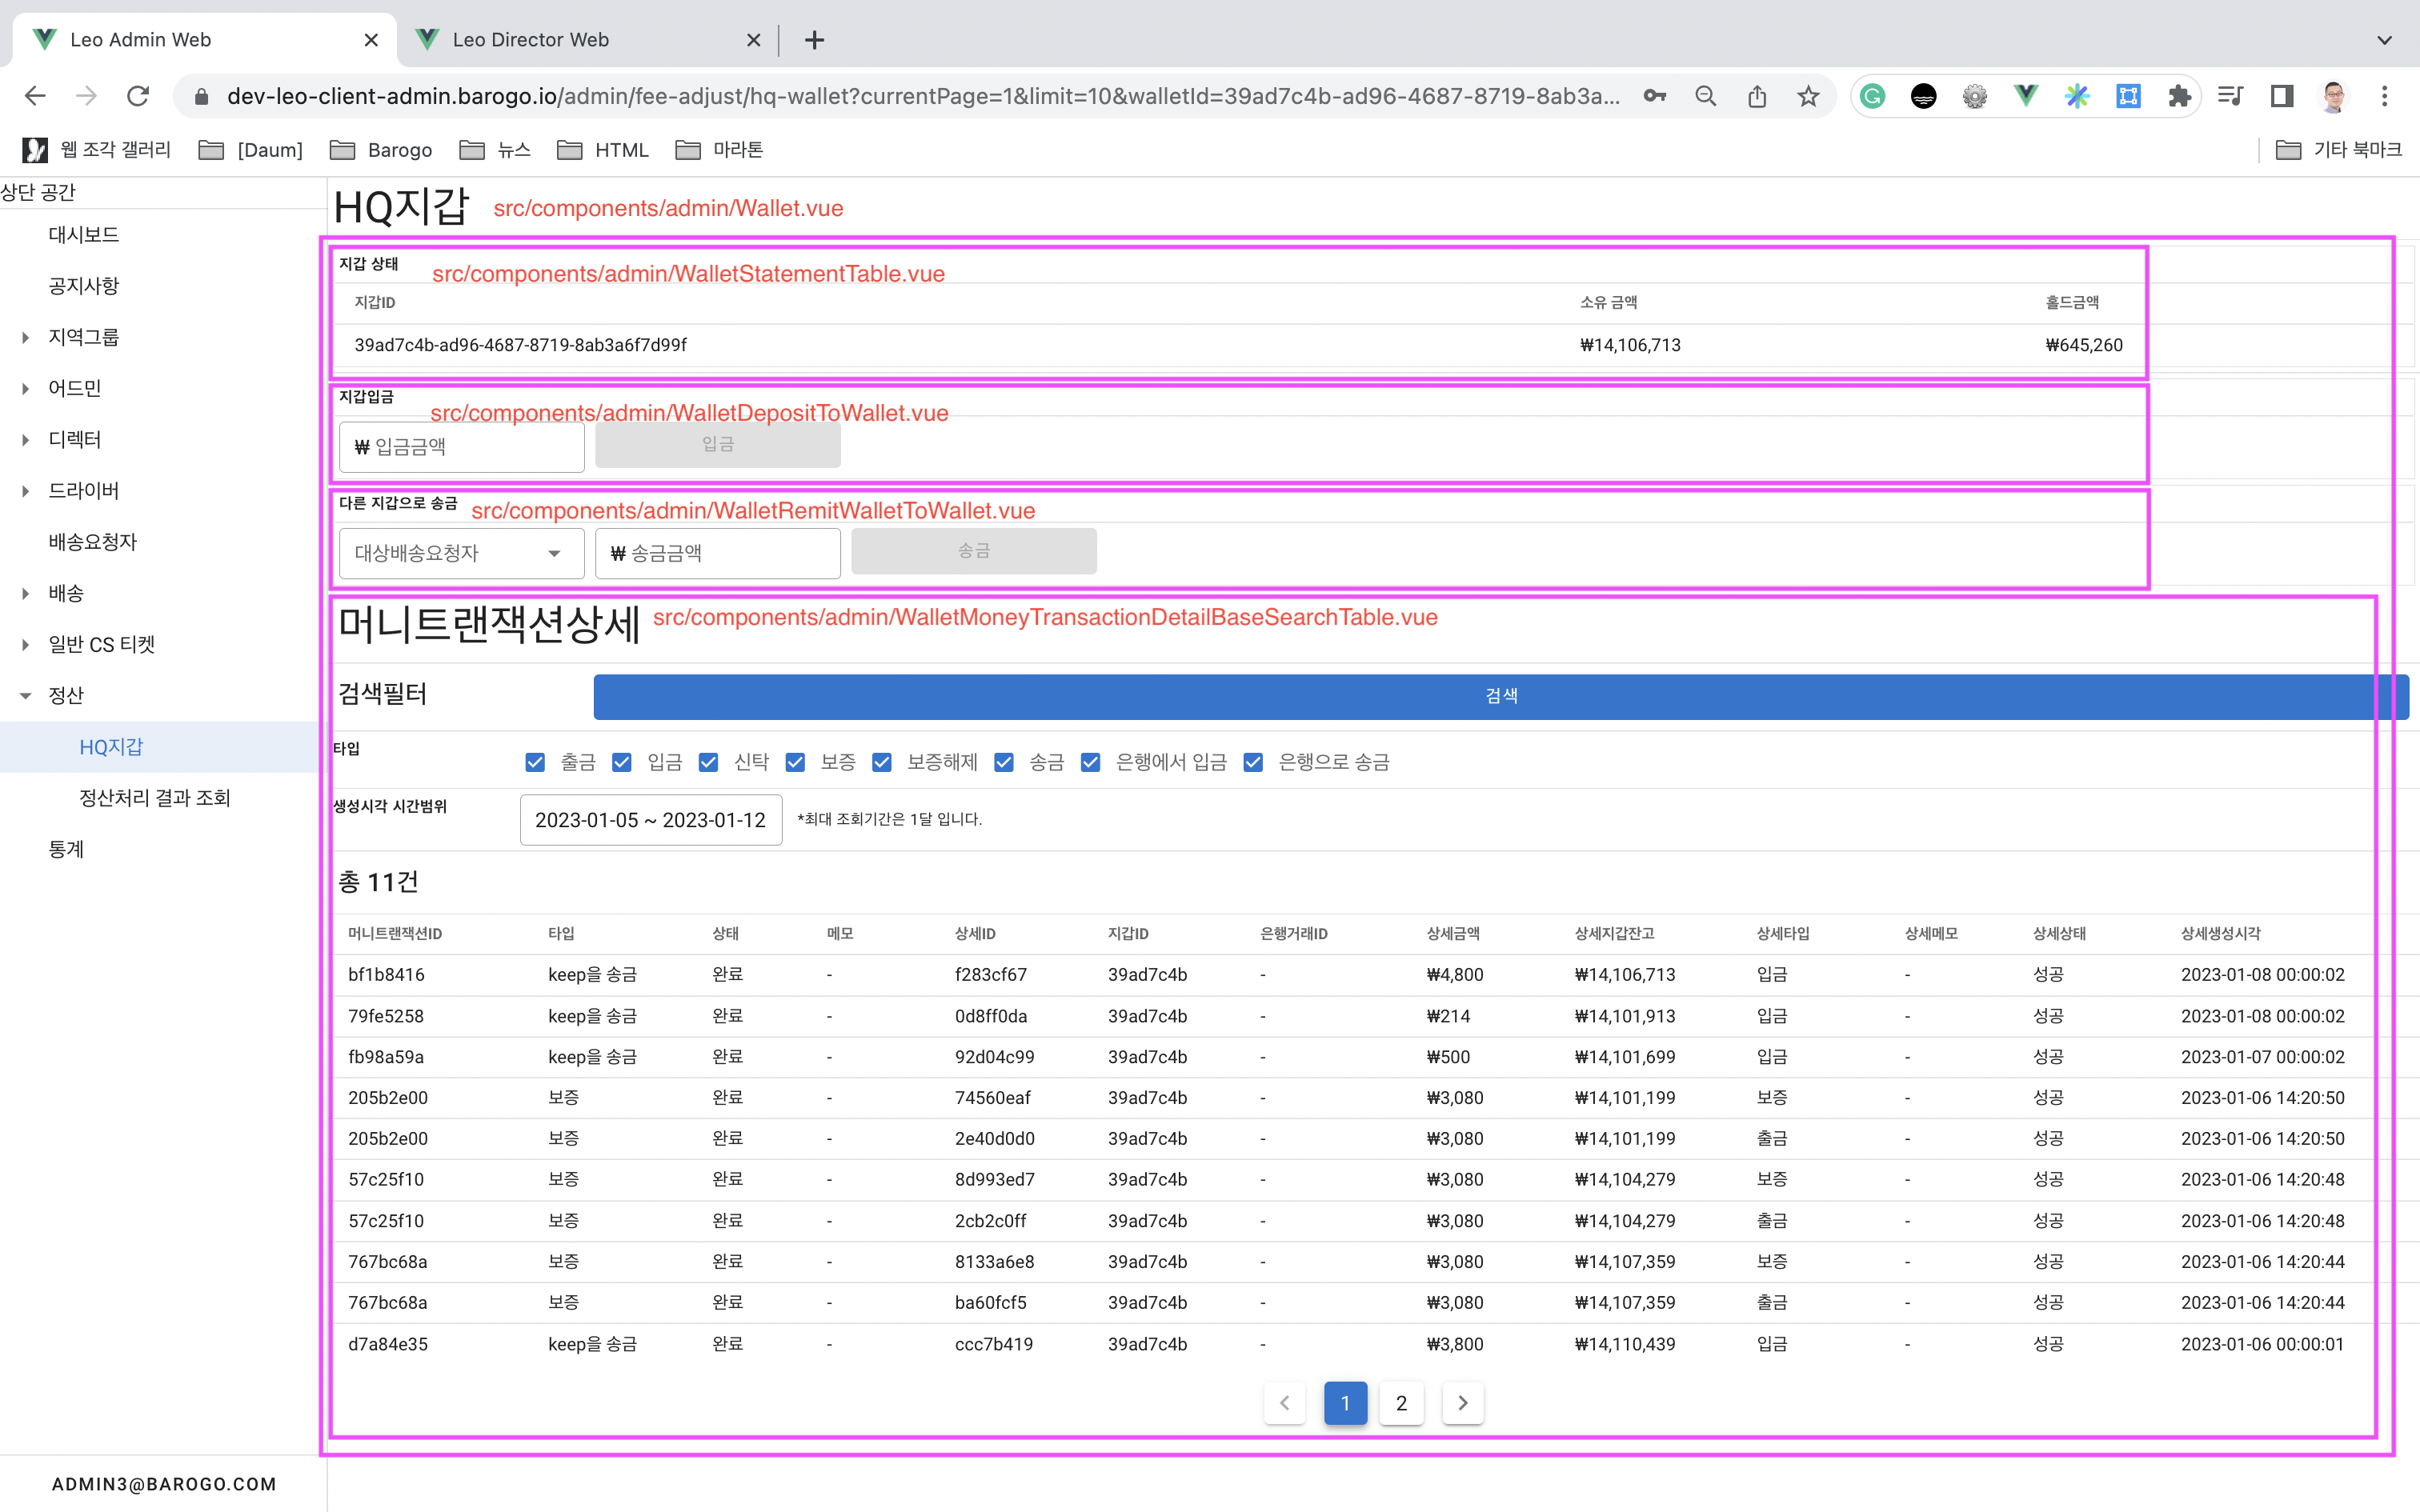 Leo Admin Web
Leo Director Web
dev-leo-client-admin.barogo.io/admin/fee-adjust/hq-wallet?currentPage=1&limit=10&walletId=39ad7c4b-ad96-4687-8719-8ab3a...
웹 조각 갤러리 [Daum] Barogo 뉴스 HTML 마라톤 기타 북마크
상단 공간
대시보드
공지사항
지역그룹
어드민
디렉터
드라이버
배송요청자
배송
일반 CS 티켓
정산
HQ지갑
정산처리 결과 조회
통계
ADMIN3@BAROGO.COM
HQ지갑 src/components/admin/Wallet.vue
지갑 상태 src/components/admin/WalletStatementTable.vue
지갑ID 소유 금액 홀드금액
39ad7c4b-ad96-4687-8719-8ab3a6f7d99f ₩14,106,713 ₩645,260
지갑입금 src/components/admin/WalletDepositToWallet.vue
₩ 입금금액 입금
다른 지갑으로 송금 src/components/admin/WalletRemitWalletToWallet.vue
대상배송요청자 ₩ 송금금액 송금
머니트랜잭션상세 src/components/admin/WalletMoneyTransactionDetailBaseSearchTable.vue
검색필터 검색
타입 출금 입금 신탁 보증 보증해제 송금 은행에서 입금 은행으로 송금
생성시각 시간범위 2023-01-05 ~ 2023-01-12 *최대 조회기간은 1달 입니다.
총 11건
머니트랜잭션ID 타입 상태 메모 상세ID 지갑ID 은행거래ID 상세금액 상세지갑잔고 상세타입 상세메모 상세상태 상세생성시각
bf1b8416 keep을 송금 완료 - f283cf67 39ad7c4b - ₩4,800 ₩14,106,713 입금 - 성공 2023-01-08 00:00:02
79fe5258 keep을 송금 완료 - 0d8ff0da 39ad7c4b - ₩214 ₩14,101,913 입금 - 성공 2023-01-08 00:00:02
fb98a59a keep을 송금 완료 - 92d04c99 39ad7c4b - ₩500 ₩14,101,699 입금 - 성공 2023-01-07 00:00:02
205b2e00 보증 완료 - 74560eaf 39ad7c4b - ₩3,080 ₩14,101,199 보증 - 성공 2023-01-06 14:20:50
205b2e00 보증 완료 - 2e40d0d0 39ad7c4b - ₩3,080 ₩14,101,199 출금 - 성공 2023-01-06 14:20:50
57c25f10 보증 완료 - 8d993ed7 39ad7c4b - ₩3,080 ₩14,104,279 보증 - 성공 2023-01-06 14:20:48
57c25f10 보증 완료 - 2cb2c0ff 39ad7c4b - ₩3,080 ₩14,104,279 출금 - 성공 2023-01-06 14:20:48
767bc68a 보증 완료 - 8133a6e8 39ad7c4b - ₩3,080 ₩14,107,359 보증 - 성공 2023-01-06 14:20:44
767bc68a 보증 완료 - ba60fcf5 39ad7c4b - ₩3,080 ₩14,107,359 출금 - 성공 2023-01-06 14:20:44
d7a84e35 keep을 송금 완료 - ccc7b419 39ad7c4b - ₩3,800 ₩14,110,439 입금 - 성공 2023-01-06 00:00:01
1 2